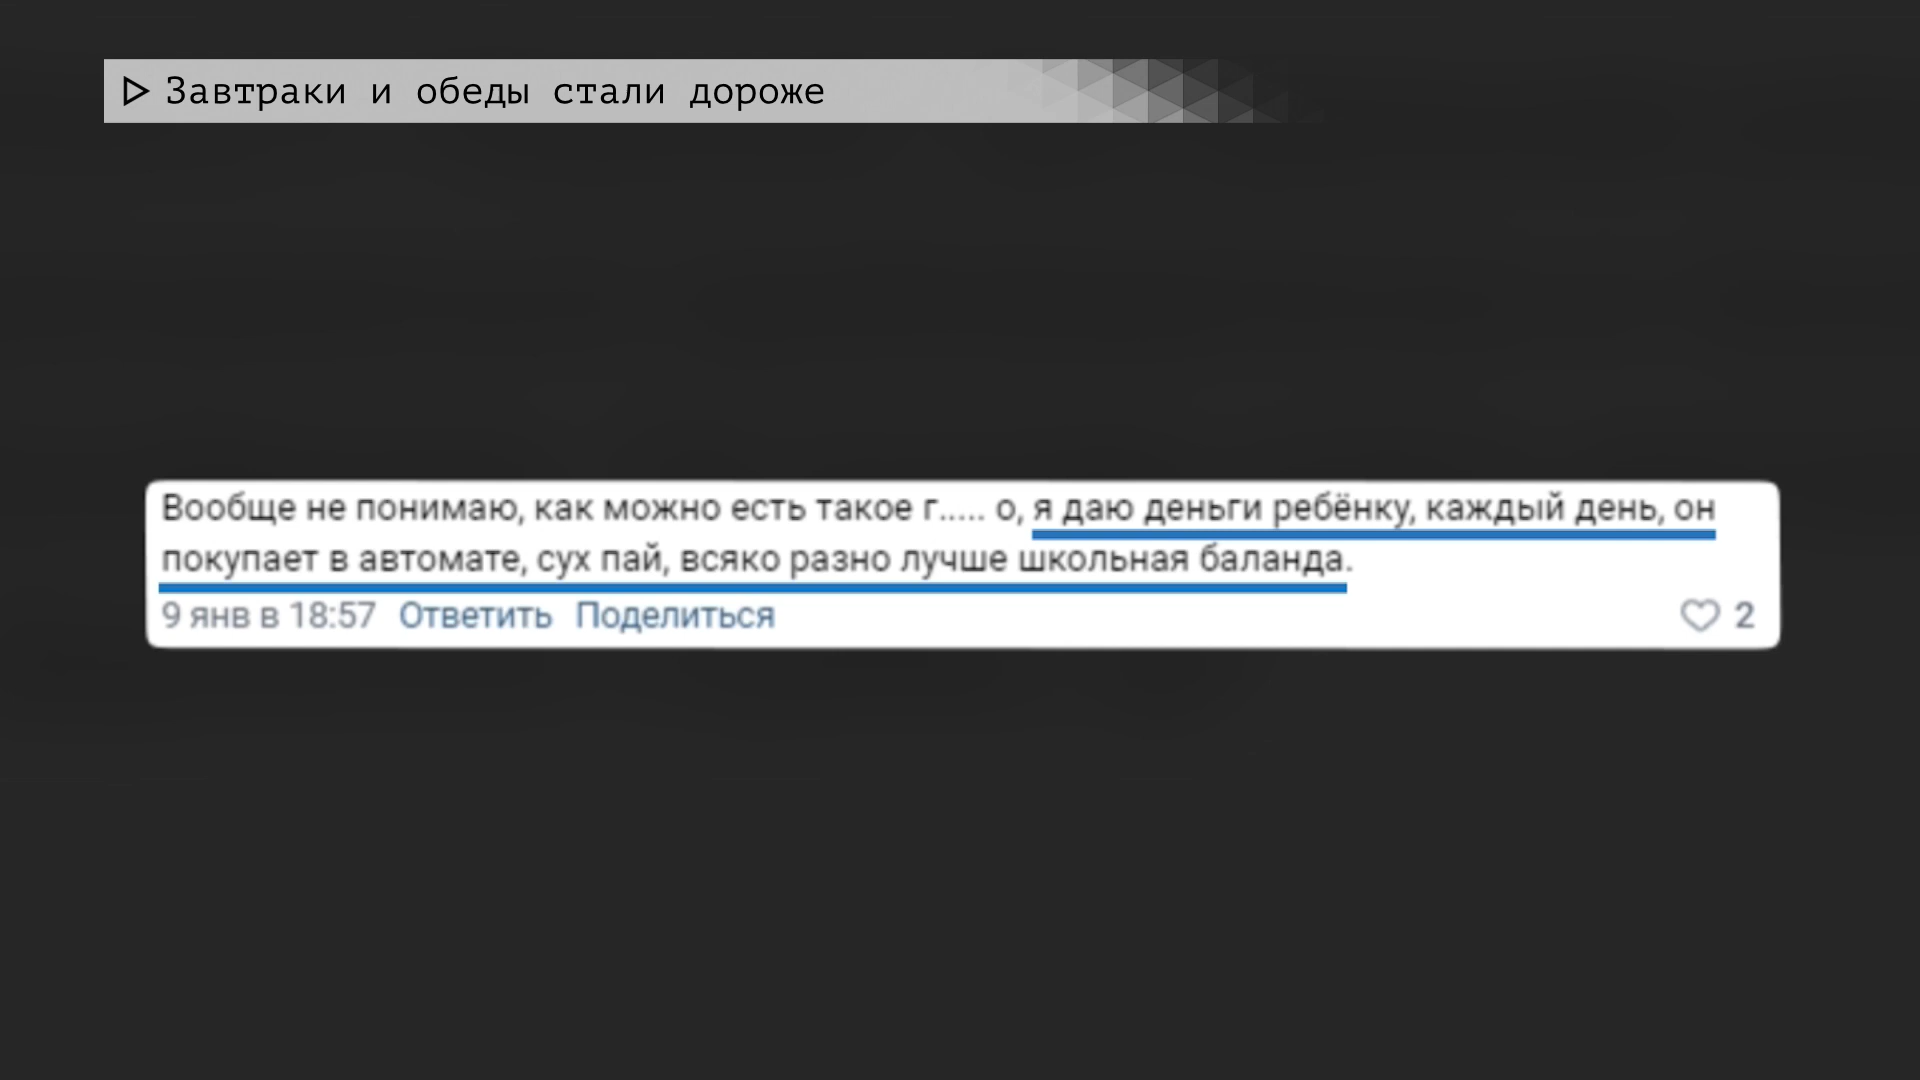 Завтраки и обеды стали дороже
Вообще не понимаю, как можно есть такое г..... о, я даю деньги ребёнку, каждый день, он
покупает в автомате, сух пай, всяко разно лучше школьная баланда.
9 янв в 18:57 Ответить Поделиться 2